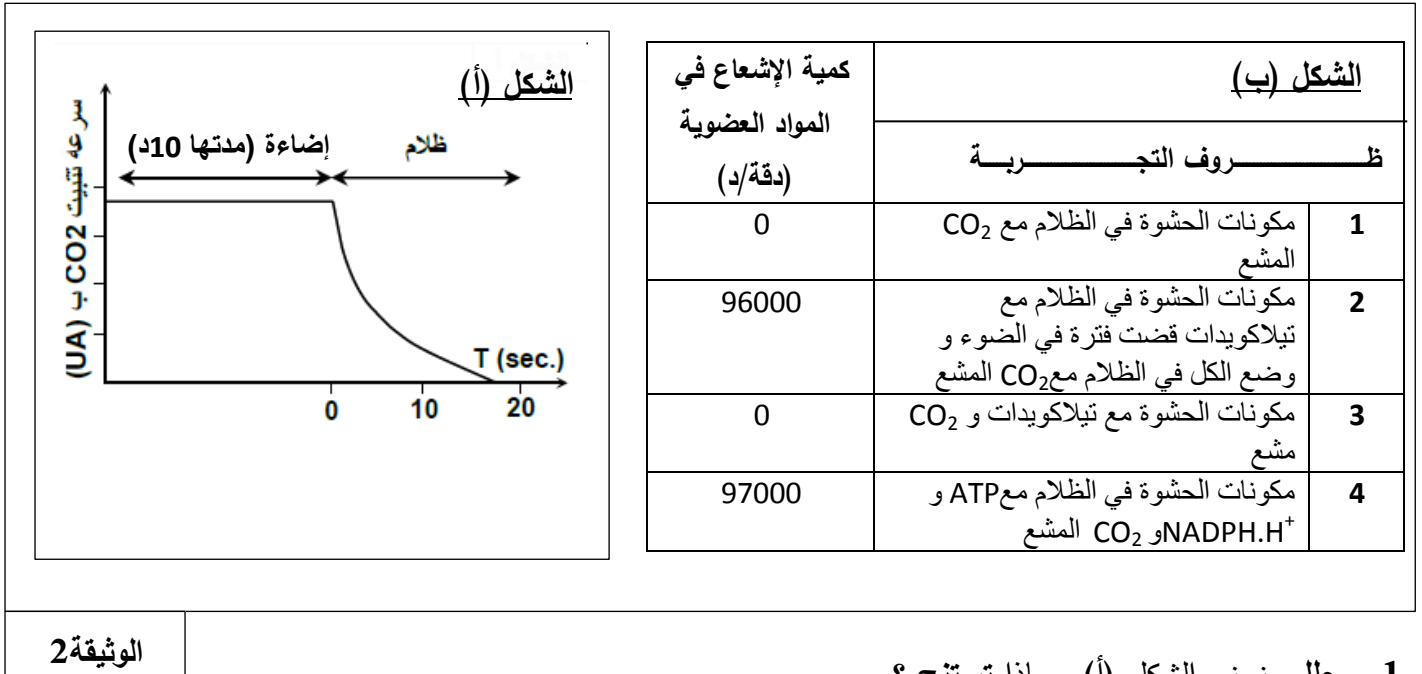 الشكل (أ)
سرعه تثبيت CO2 ب (UA)
إضاءة (مدتها 10د)
ظلام
T (sec.)
0
10
20
الشكل (ب)
كمية الإشعاع في
المواد العضوية
(دقة/د)
ظـــــــــروف التجـــــــــربـــة
1
مكونات الحشوة في الظلام مع CO2
المشع
0
2
مكونات الحشوة في الظلام مع
تيلاكويدات قضت فترة في الضوء و
وضع الكل في الظلام معCO2 المشع
96000
3
مكونات الحشوة مع تيلاكويدات و CO2
مشع
0
4
مكونات الحشوة في الظلام معATP و
NADPH.H+و CO2 المشع
97000
الوثيقة2